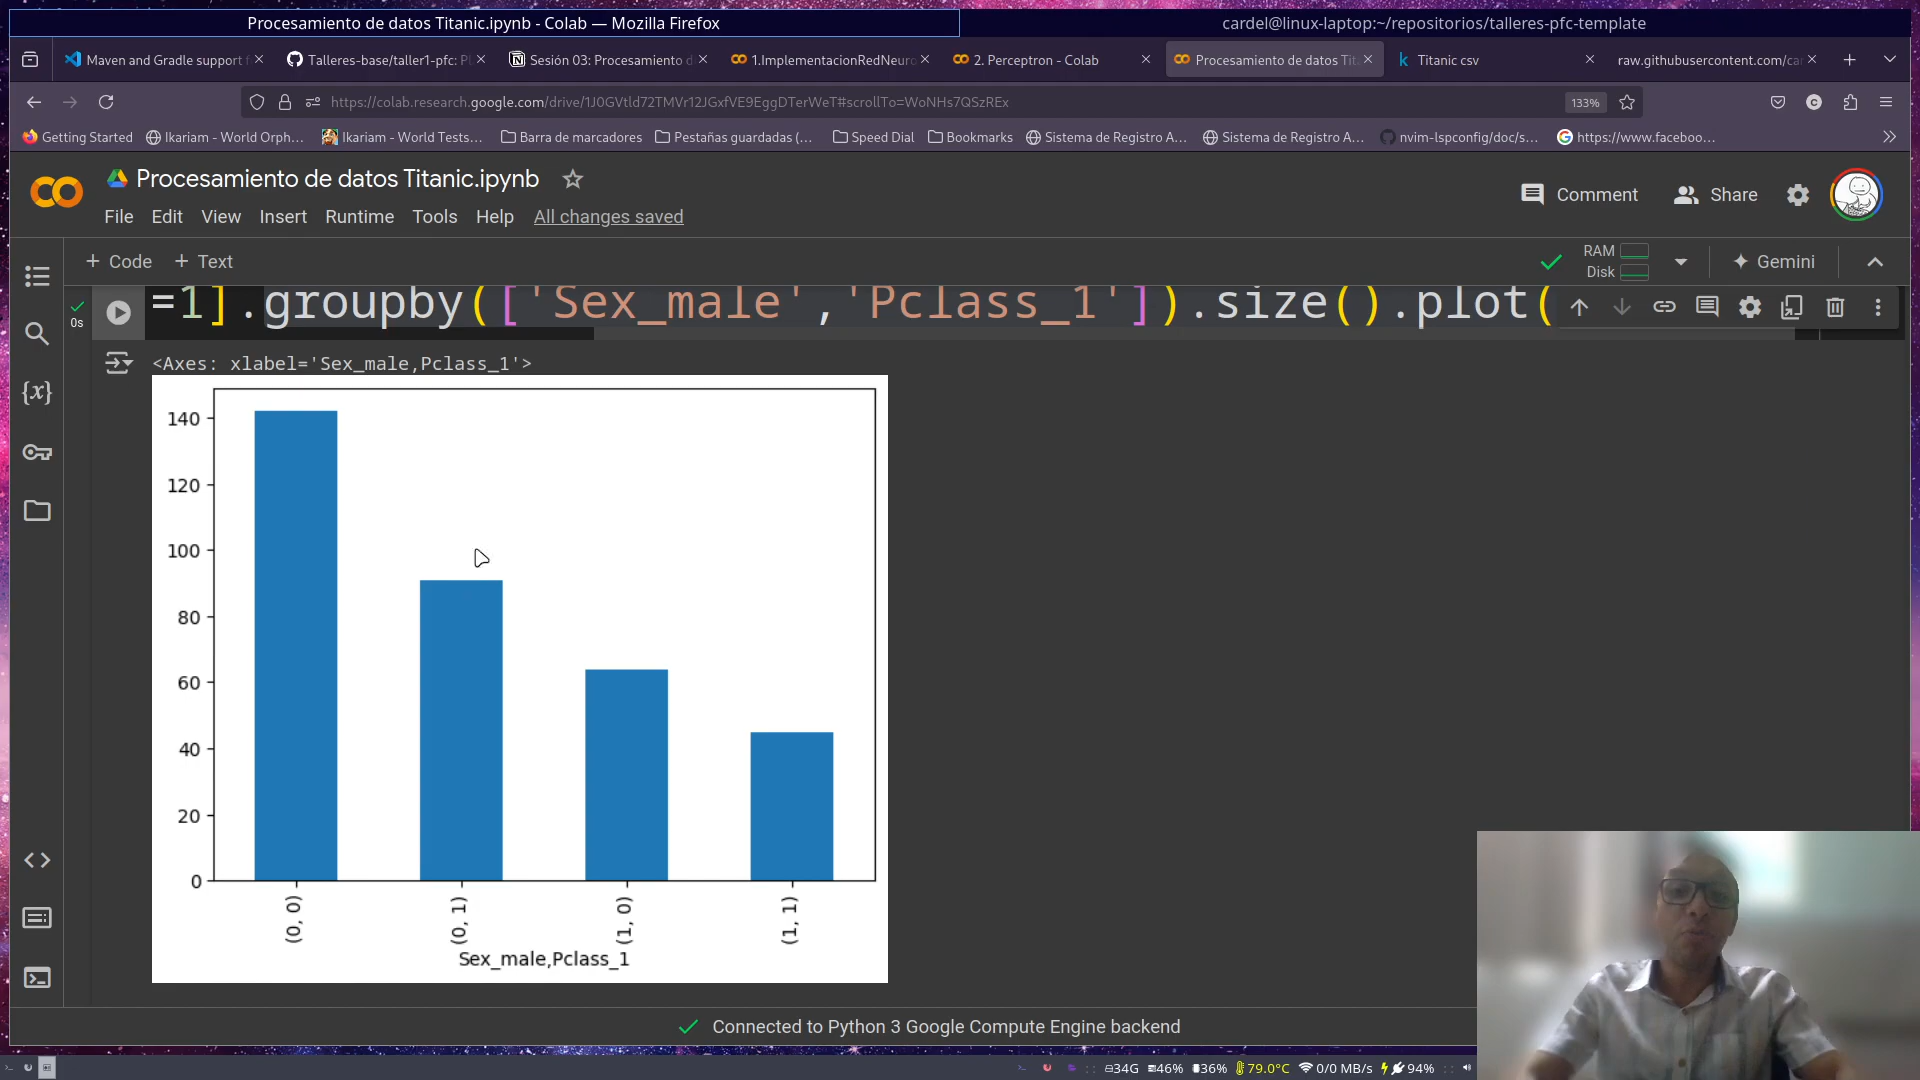 Procesamiento de datos Titanic.ipynb - Colab — Mozilla Firefox
cardel@linux-laptop:~/repositorios/talleres-pfc-template
Maven and Gradle support f
Talleres-base/taller1-pfc: Pl
Sesión 03: Procesamiento d
1.ImplementacionRedNeuro
2. Perceptron - Colab
Procesamiento de datos Tit
Titanic csv
raw.githubusercontent.com/car
https://colab.research.google.com/drive/1J0GVtld72TMVr12JGxfVE9EggDTerWeT#scrollTo=WoNHs7QSzREx
133%
Getting Started
Ikariam - World Orph…
Ikariam - World Tests…
Barra de marcadores
Pestañas guardadas (…
Speed Dial
Bookmarks
Sistema de Registro A…
Sistema de Registro A…
nvim-lspconfig/doc/s…
https://www.faceboo…
Procesamiento de datos Titanic.ipynb
Comment
Share
File Edit View Insert Runtime Tools Help All changes saved
+ Code + Text
RAM
Disk
Gemini
0s
=1].groupby(['Sex_male','Pclass_1']).size().plot(
<Axes: xlabel='Sex_male,Pclass_1'>
140
120
100
80
60
40
20
0
(0, 0)
(0, 1)
(1, 0)
(1, 1)
Sex_male,Pclass_1
Connected to Python 3 Google Compute Engine backend
34G 46% 36% 79.0°C 0/0 MB/s 94%